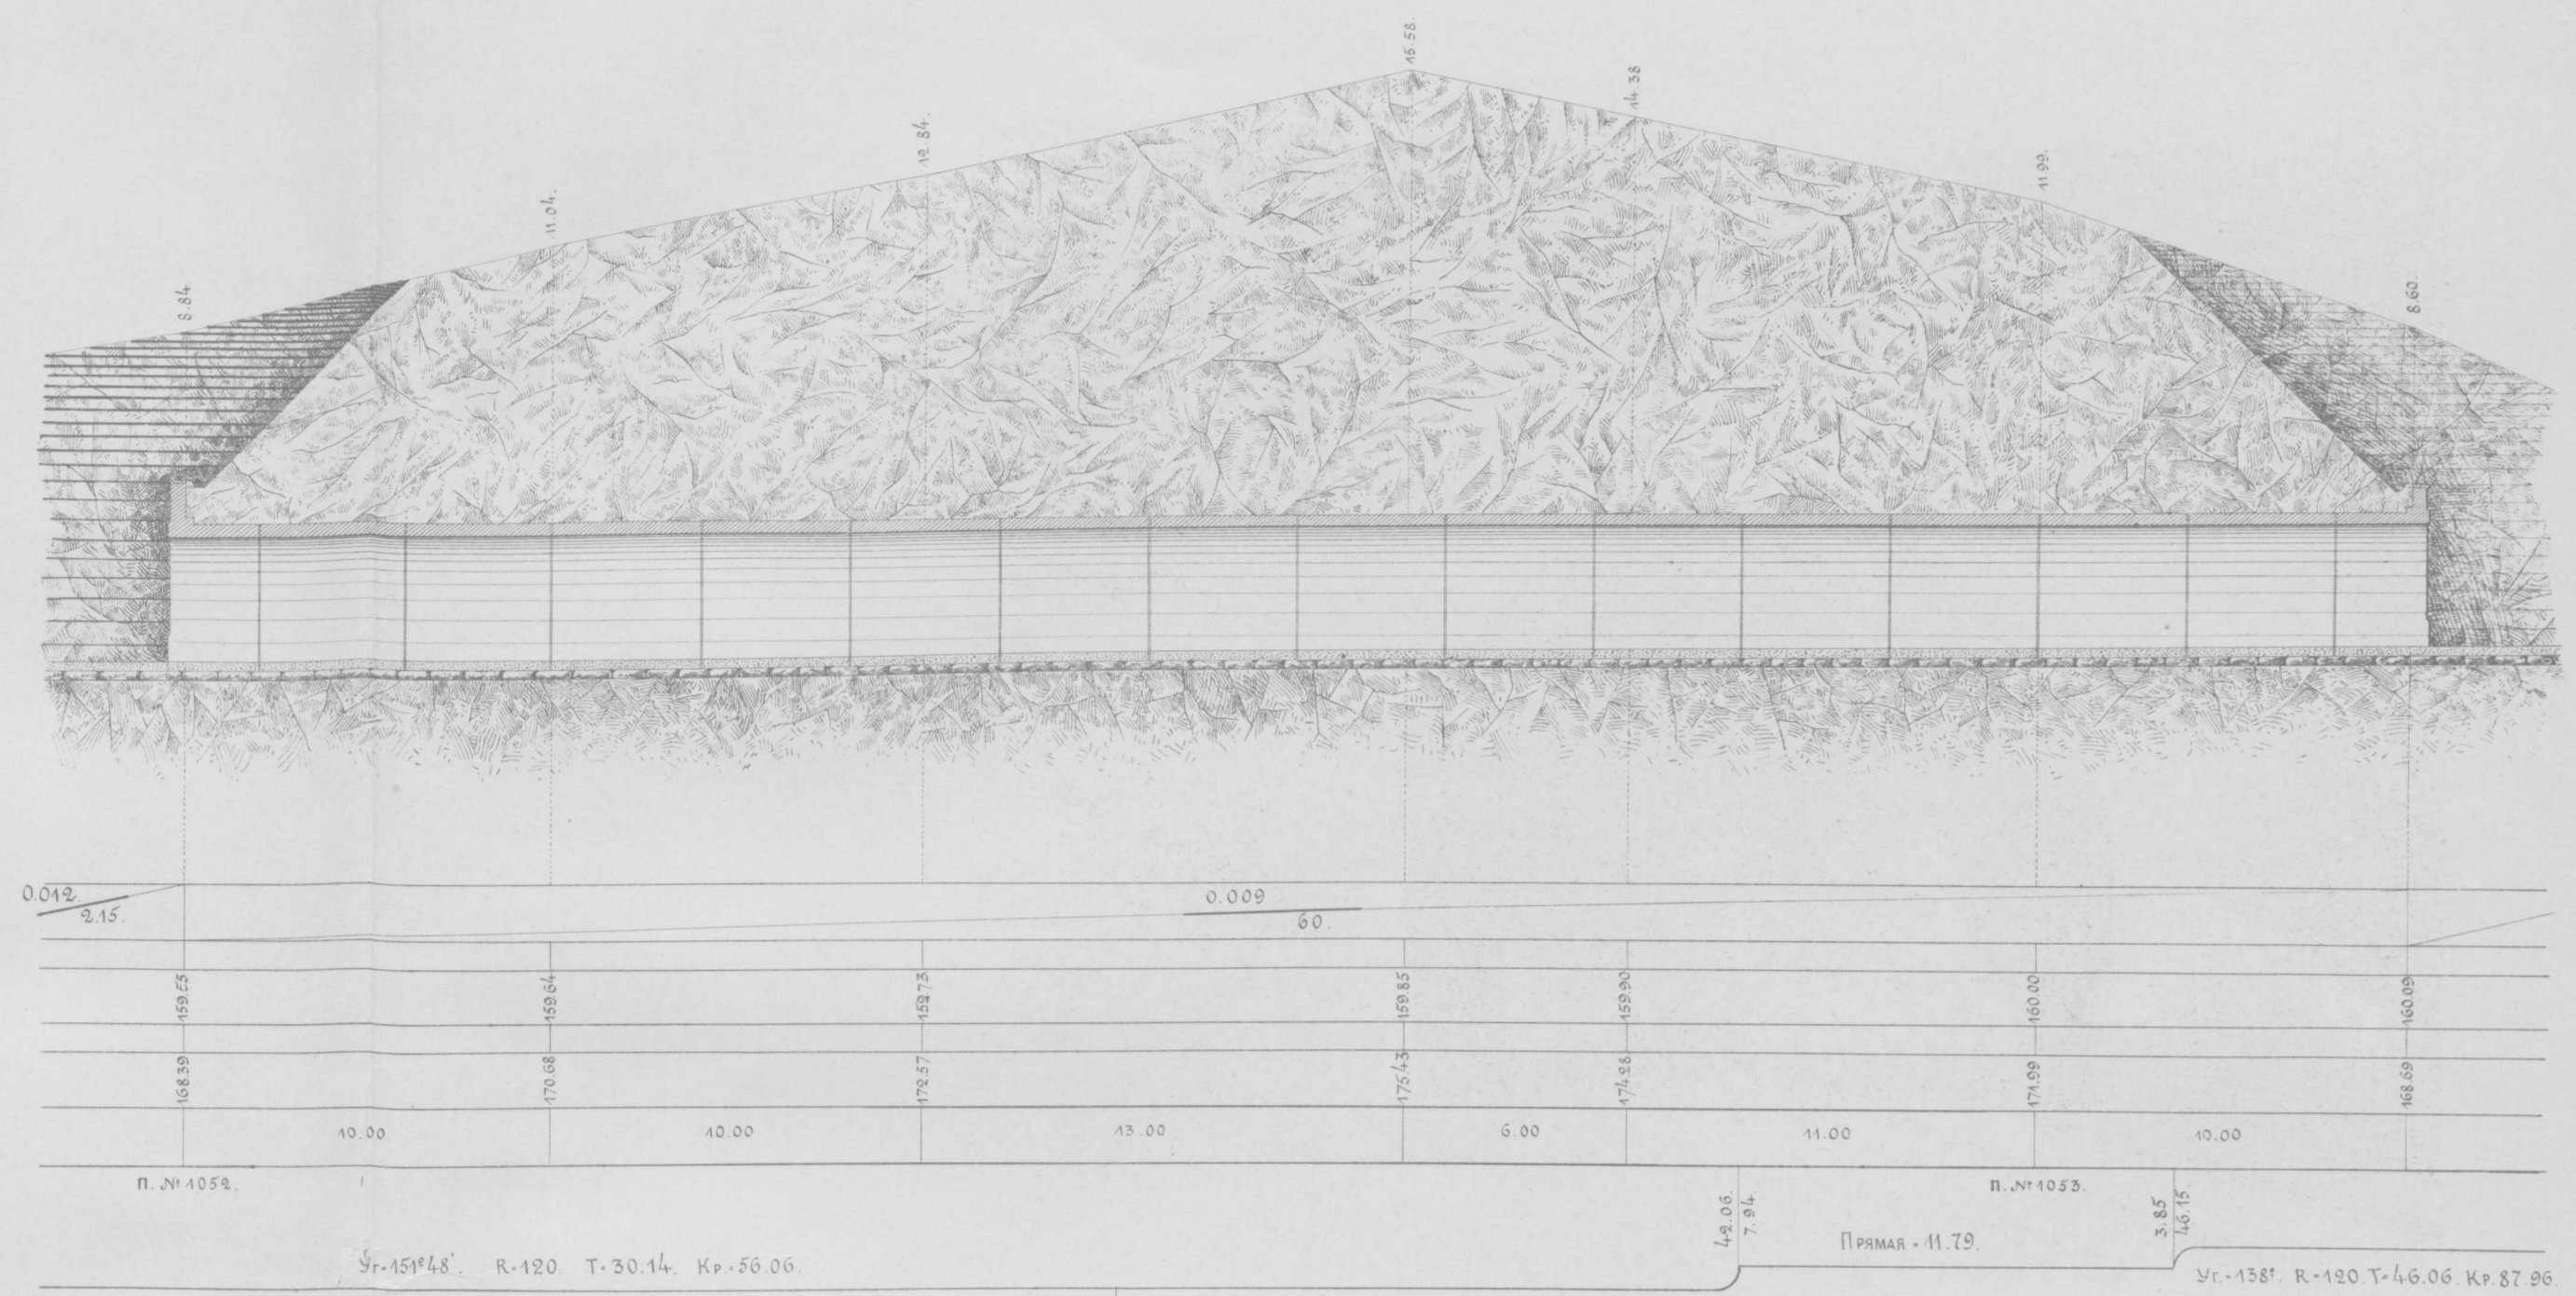 15.58.
14.38
12.84.
11.99.
11.04.
8.84
8.60.
0.012.
2.15.
0.009
60.
159.55 159.64 159.73 159.85 159.90 160.00 160.09
168.39 170.68 172.57 175.43 174.28 171.99 168.69
10.00 10.00 13.00 6.00 11.00 10.00
П. № 1052. П. № 1053.
42.06. 7.94. 3.85 46.15.
Прямая - 11.79.
Уг.-151°48'. R-120 Т-30.14. Кр.-56.06.
Уг.-138°. R-120. Т-46.06. Кр. 87.96.